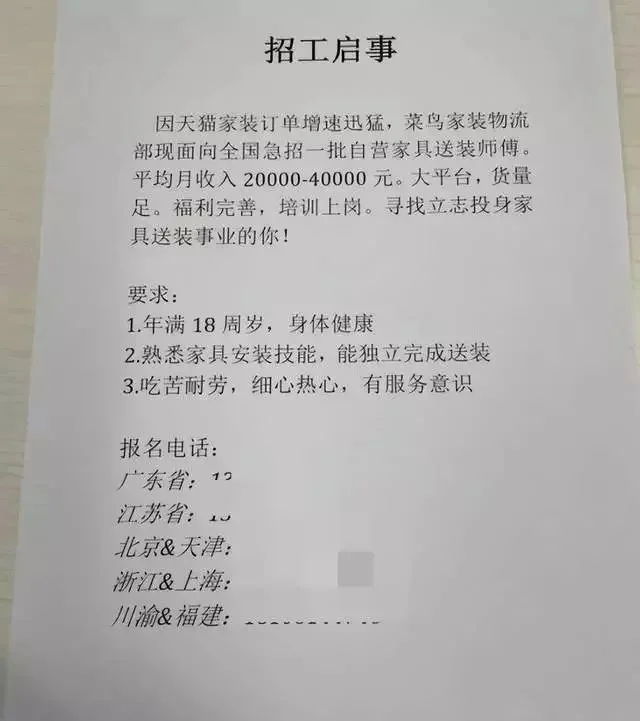 招工启事
因天猫家装订单增速迅猛，菜鸟家装物流
部现面向全国急招一批自营家具送装师傅。
平均月收入 20000-40000 元。大平台，货量
足。福利完善，培训上岗。寻找立志投身家
具送装事业的你！
要求：
1.年满 18 周岁，身体健康
2.熟悉家具安装技能，能独立完成送装
3.吃苦耐劳，细心热心，有服务意识
报名电话：
广东省：
江苏省：
北京&天津：
浙江&上海：
川渝&福建：